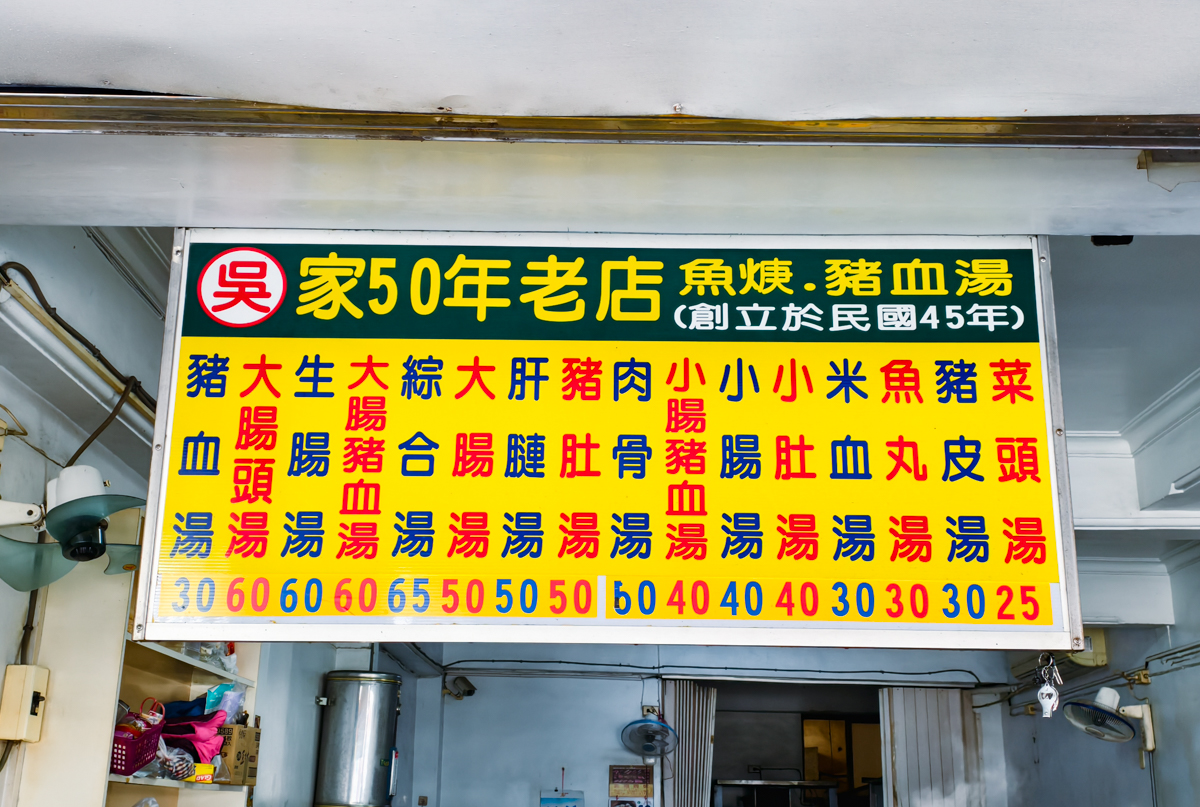 吳家50年老店 魚焿.豬血湯
(創立於民國45年)
豬血湯 30
大腸頭湯 60
生腸湯 60
大腸豬血湯 60
綜合湯 65
大腸湯 50
肝腱湯 50
豬肚湯 50
肉骨湯 60
小腸豬血湯 40
小腸湯 40
小肚湯 40
米血湯 30
魚丸湯 30
豬皮湯 30
菜頭湯 25